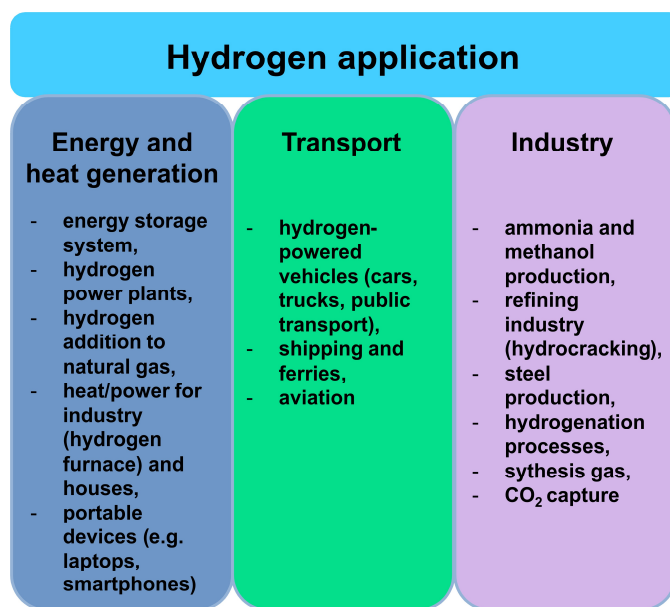 Hydrogen application
Energy and
heat generation
- energy storage
system,
- hydrogen
power plants,
- hydrogen
addition to
natural gas,
- heat/power for
industry
(hydrogen
furnace) and
houses,
- portable
devices (e.g.
laptops,
smartphones)
Transport
- hydrogen-
powered
vehicles (cars,
trucks, public
transport),
- shipping and
ferries,
- aviation
Industry
- ammonia and
methanol
production,
- refining
industry
(hydrocracking),
- steel
production,
- hydrogenation
processes,
- sythesis gas,
- CO₂ capture